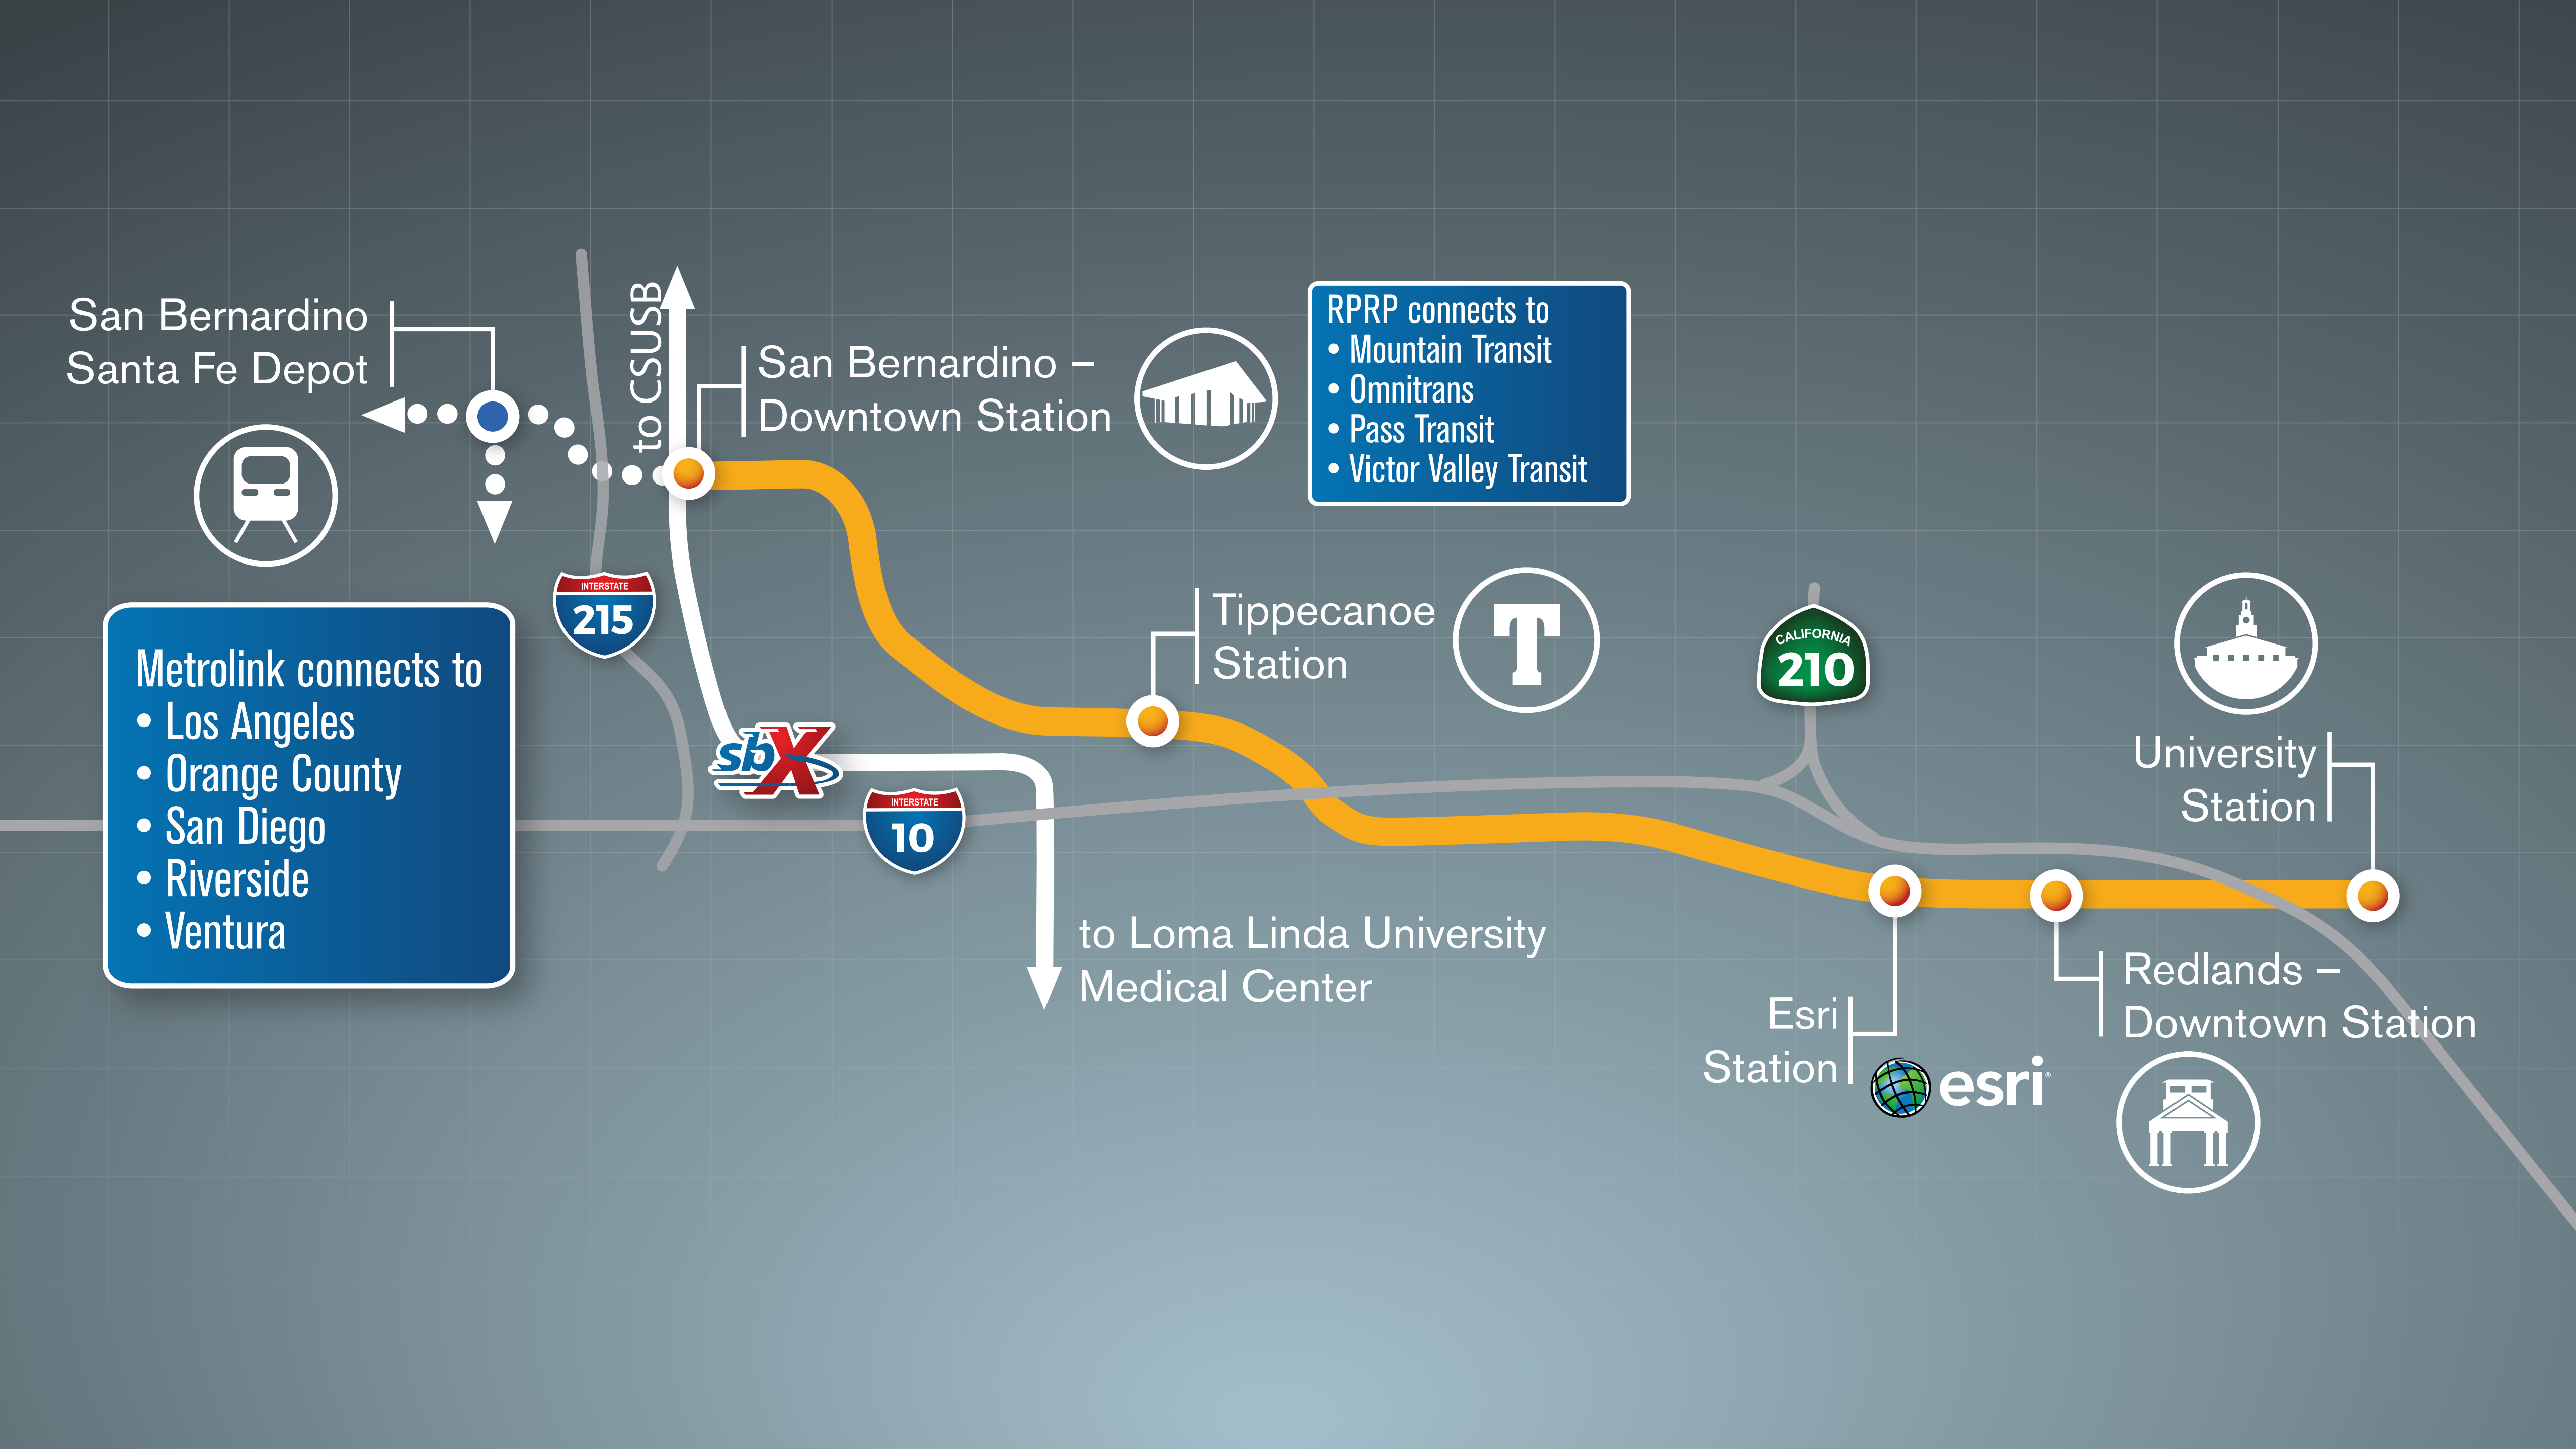 San Bernardino
Santa Fe Depot
to CSUSB
San Bernardino –
Downtown Station
RPRP connects to
• Mountain Transit
• Omnitrans
• Pass Transit
• Victor Valley Transit
INTERSTATE
215
Metrolink connects to
• Los Angeles
• Orange County
• San Diego
• Riverside
• Ventura
sbX
INTERSTATE
10
Tippecanoe
Station
T
CALIFORNIA
210
University
Station
to Loma Linda University
Medical Center
Esri
Station
esri®
Redlands –
Downtown Station